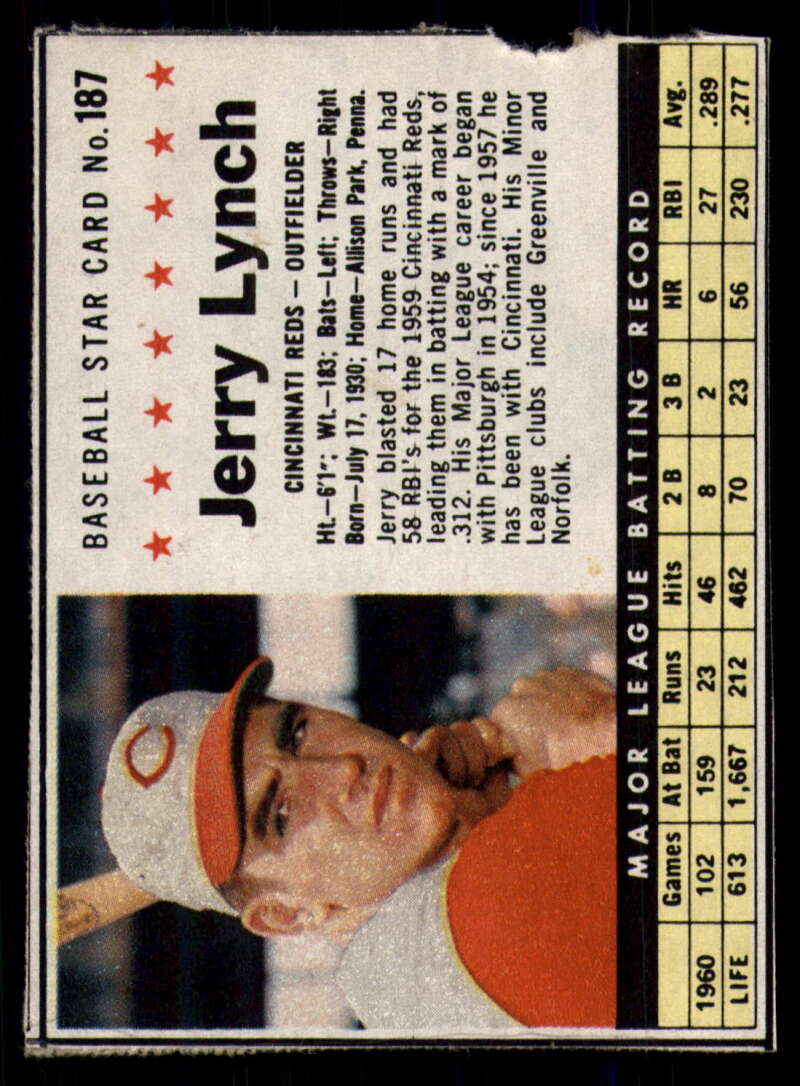 BASEBALL STAR CARD No. 187
Jerry Lynch
CINCINNATI REDS – OUTFIELDER
Ht.–6'1"; Wt.–183; Bats–Left; Throws–Right
Born–July 17, 1930; Home–Allison Park, Penna.
Jerry blasted 17 home runs and had
58 RBI's for the 1959 Cincinnati Reds,
leading them in batting with a mark of
.312. His Major League career began
with Pittsburgh in 1954; since 1957 he
has been with Cincinnati. His Minor
League clubs include Greenville and
Norfolk.
C
MAJOR LEAGUE BATTING RECORD
Games At Bat Runs Hits 2 B 3 B HR RBI Avg.
1960 102 159 23 46 8 2 6 27 .289
LIFE 613 1,667 212 462 70 23 56 230 .277